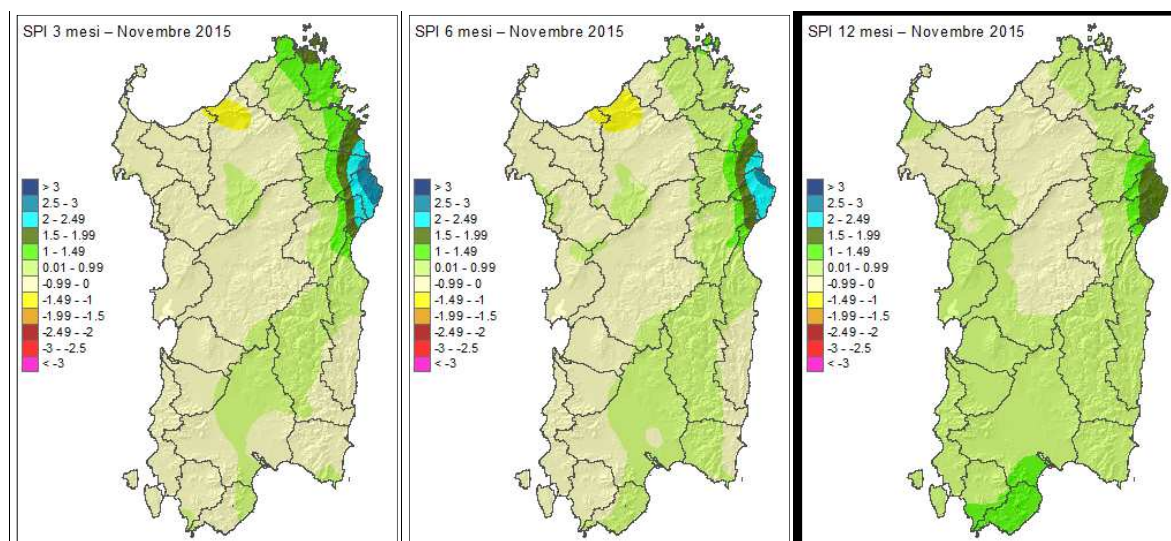 SPI 3 mesi – Novembre 2015
> 3
2.5 - 3
2 - 2.49
1.5 - 1.99
1 - 1.49
0.01 - 0.99
-0.99 - 0
-1.49 - -1
-1.99 - -1.5
-2.49 - -2
-3 - -2.5
< -3
SPI 6 mesi – Novembre 2015
> 3
2.5 - 3
2 - 2.49
1.5 - 1.99
1 - 1.49
0.01 - 0.99
-0.99 - 0
-1.49 - -1
-1.99 - -1.5
-2.49 - -2
-3 - -2.5
< -3
SPI 12 mesi – Novembre 2015
> 3
2.5 - 3
2 - 2.49
1.5 - 1.99
1 - 1.49
0.01 - 0.99
-0.99 - 0
-1.49 - -1
-1.99 - -1.5
-2.49 - -2
-3 - -2.5
< -3